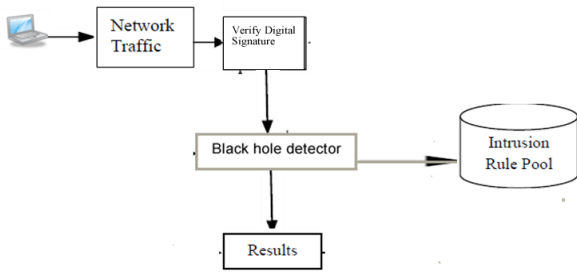 Network
Traffic
Verify Digital
Signature
Black hole detector
Intrusion
Rule Pool
Results